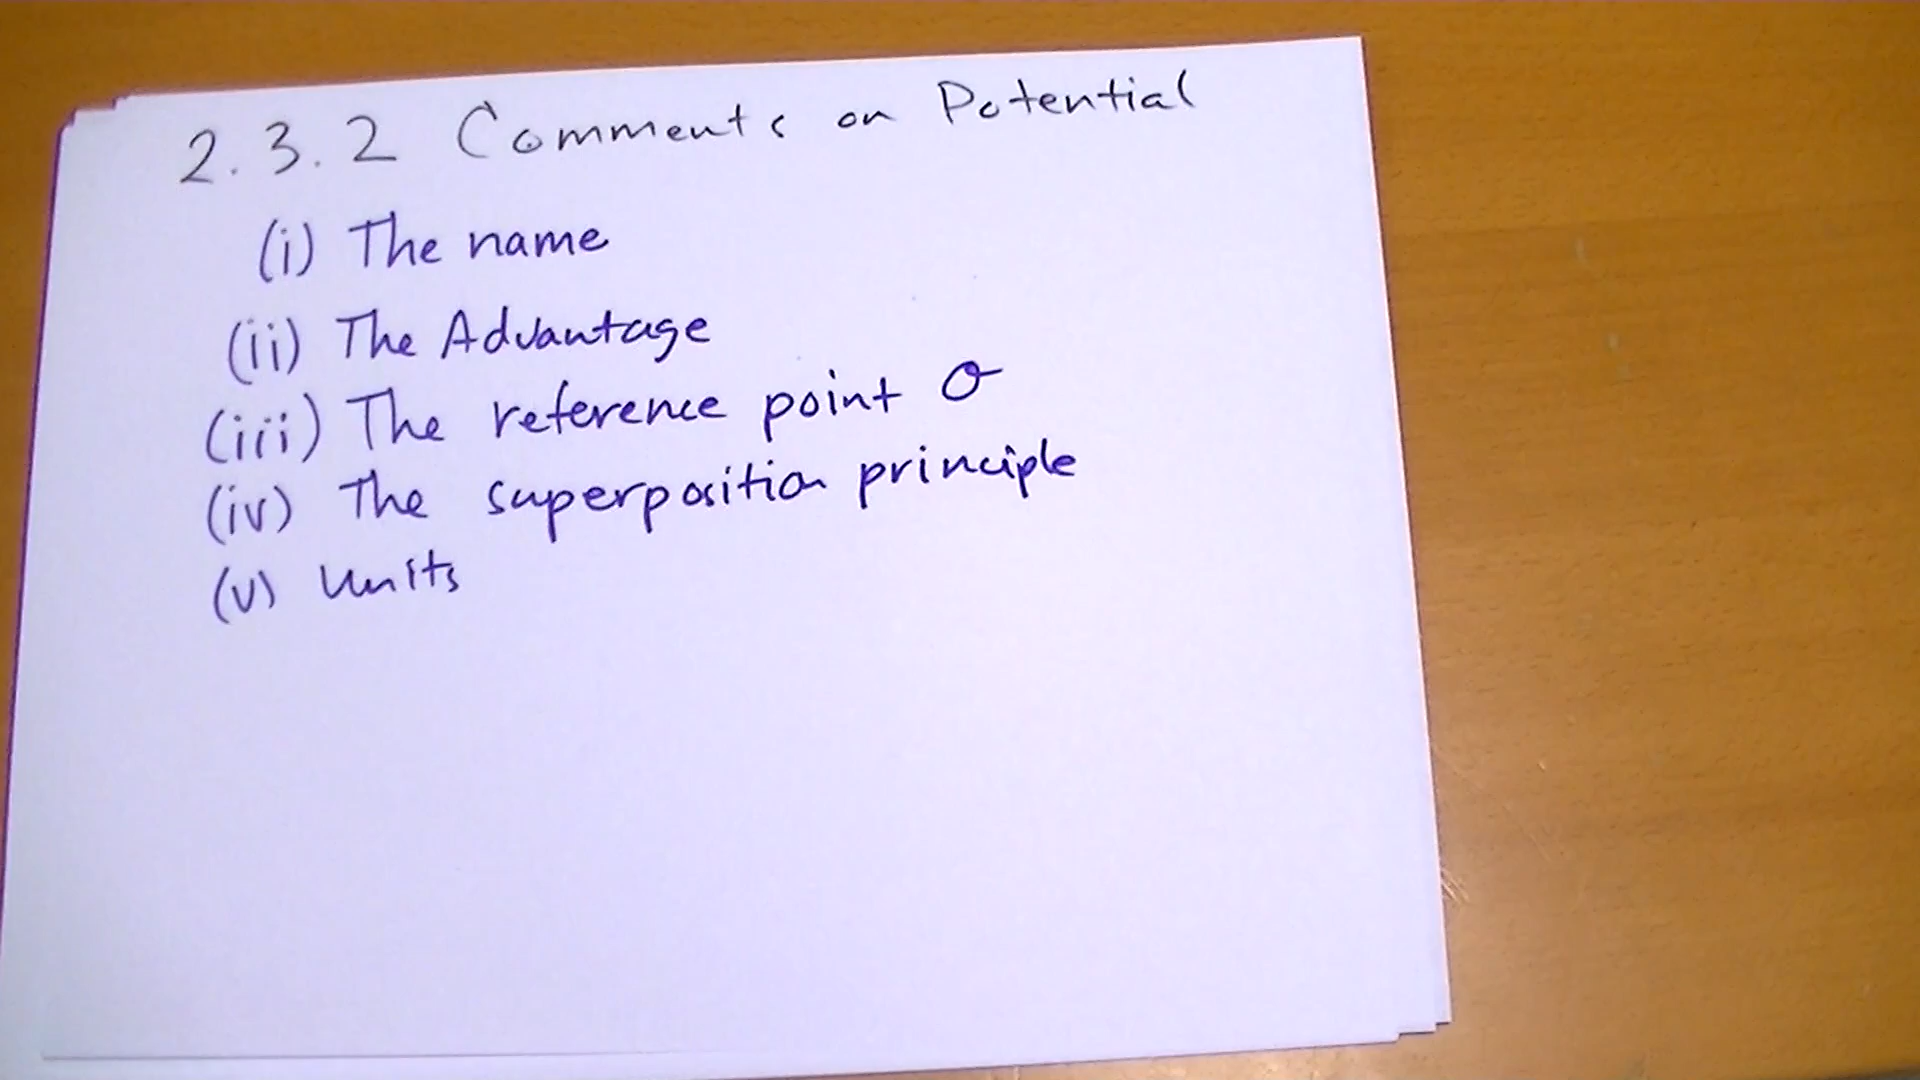 2.3.2 Comments on Potential
(i) The name
(ii) The Advantage
(iii) The reference point O
(iv) The superposition principle
(v) Units